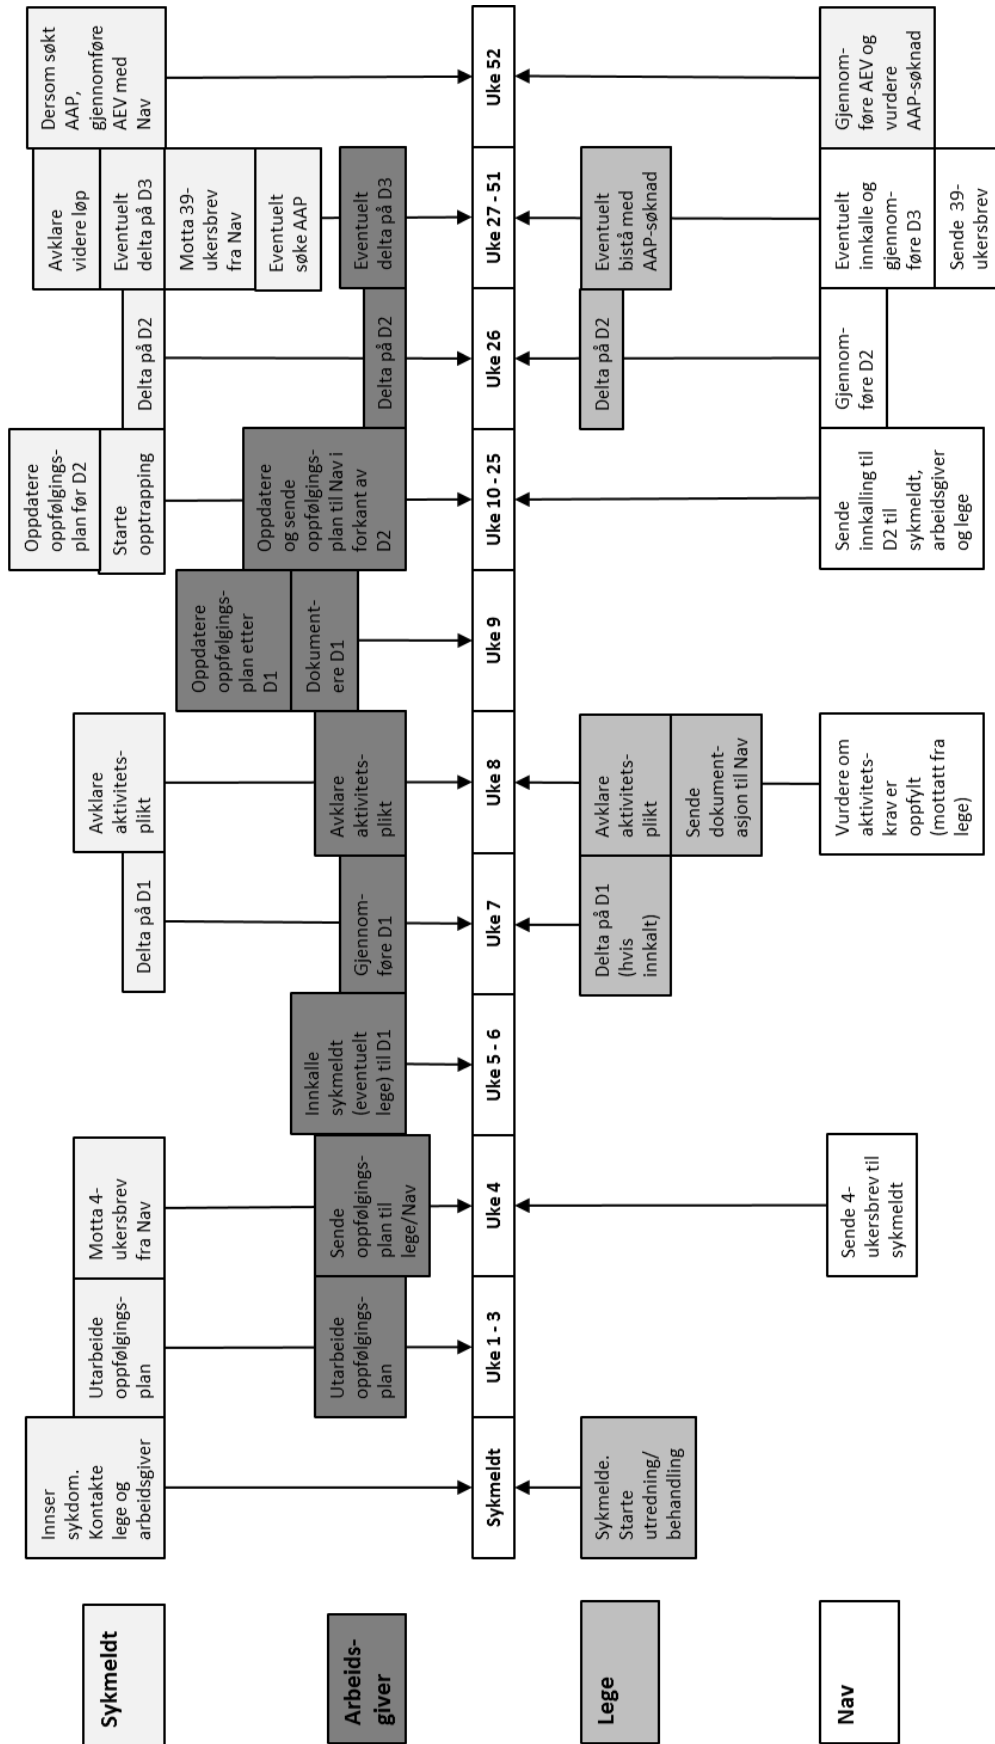 Sykmeldt
Innser
sykdom.
Kontakte
lege og
arbeidsgiver
Utarbeide
oppfølgings-
plan
Motta 4-
ukersbrev
fra Nav
Delta på D1
Avklare
aktivitets-
plikt
Oppdatere
oppfølgings-
plan før D2
Starte
opptrapping
Delta på D2
Avklare
videre løp
Eventuelt
delta på D3
Motta 39-
ukersbrev
fra Nav
Eventuelt
søke AAP
Dersom søkt
AAP,
gjennomføre
AEV med
Nav
Arbeids-
giver
Utarbeide
oppfølgings-
plan
Sende
oppfølgings-
plan til
lege/Nav
Innkalle
sykmeldt
(eventuelt
lege) til D1
Gjennom-
føre D1
Avklare
aktivitets-
plikt
Oppdatere
oppfølgings-
plan etter
D1
Dokument-
ere D1
Oppdatere
og sende
oppfølgings-
plan til Nav i
forkant av
D2
Delta på D2
Eventuelt
delta på D3
Sykmeldt
Uke 1 - 3
Uke 4
Uke 5 - 6
Uke 7
Uke 8
Uke 9
Uke 10 - 25
Uke 26
Uke 27 - 51
Uke 52
Lege
Sykmelde.
Starte
utredning/
behandling
Delta på D1
(hvis
innkalt)
Avklare
aktivitets-
plikt
Sende
dokument-
asjon til Nav
Delta på D2
Eventuelt
bistå med
AAP-søknad
Nav
Sende 4-
ukersbrev til
sykmeldt
Vurdere om
aktivitets-
krav er
oppfylt
(mottatt fra
lege)
Sende
innkalling til
D2 til
sykmeldt,
arbeidsgiver
og lege
Gjennom-
føre D2
Eventuelt
innkalle og
gjennom-
føre D3
Sende 39-
ukersbrev
Gjennom-
føre AEV og
vurdere
AAP-søknad